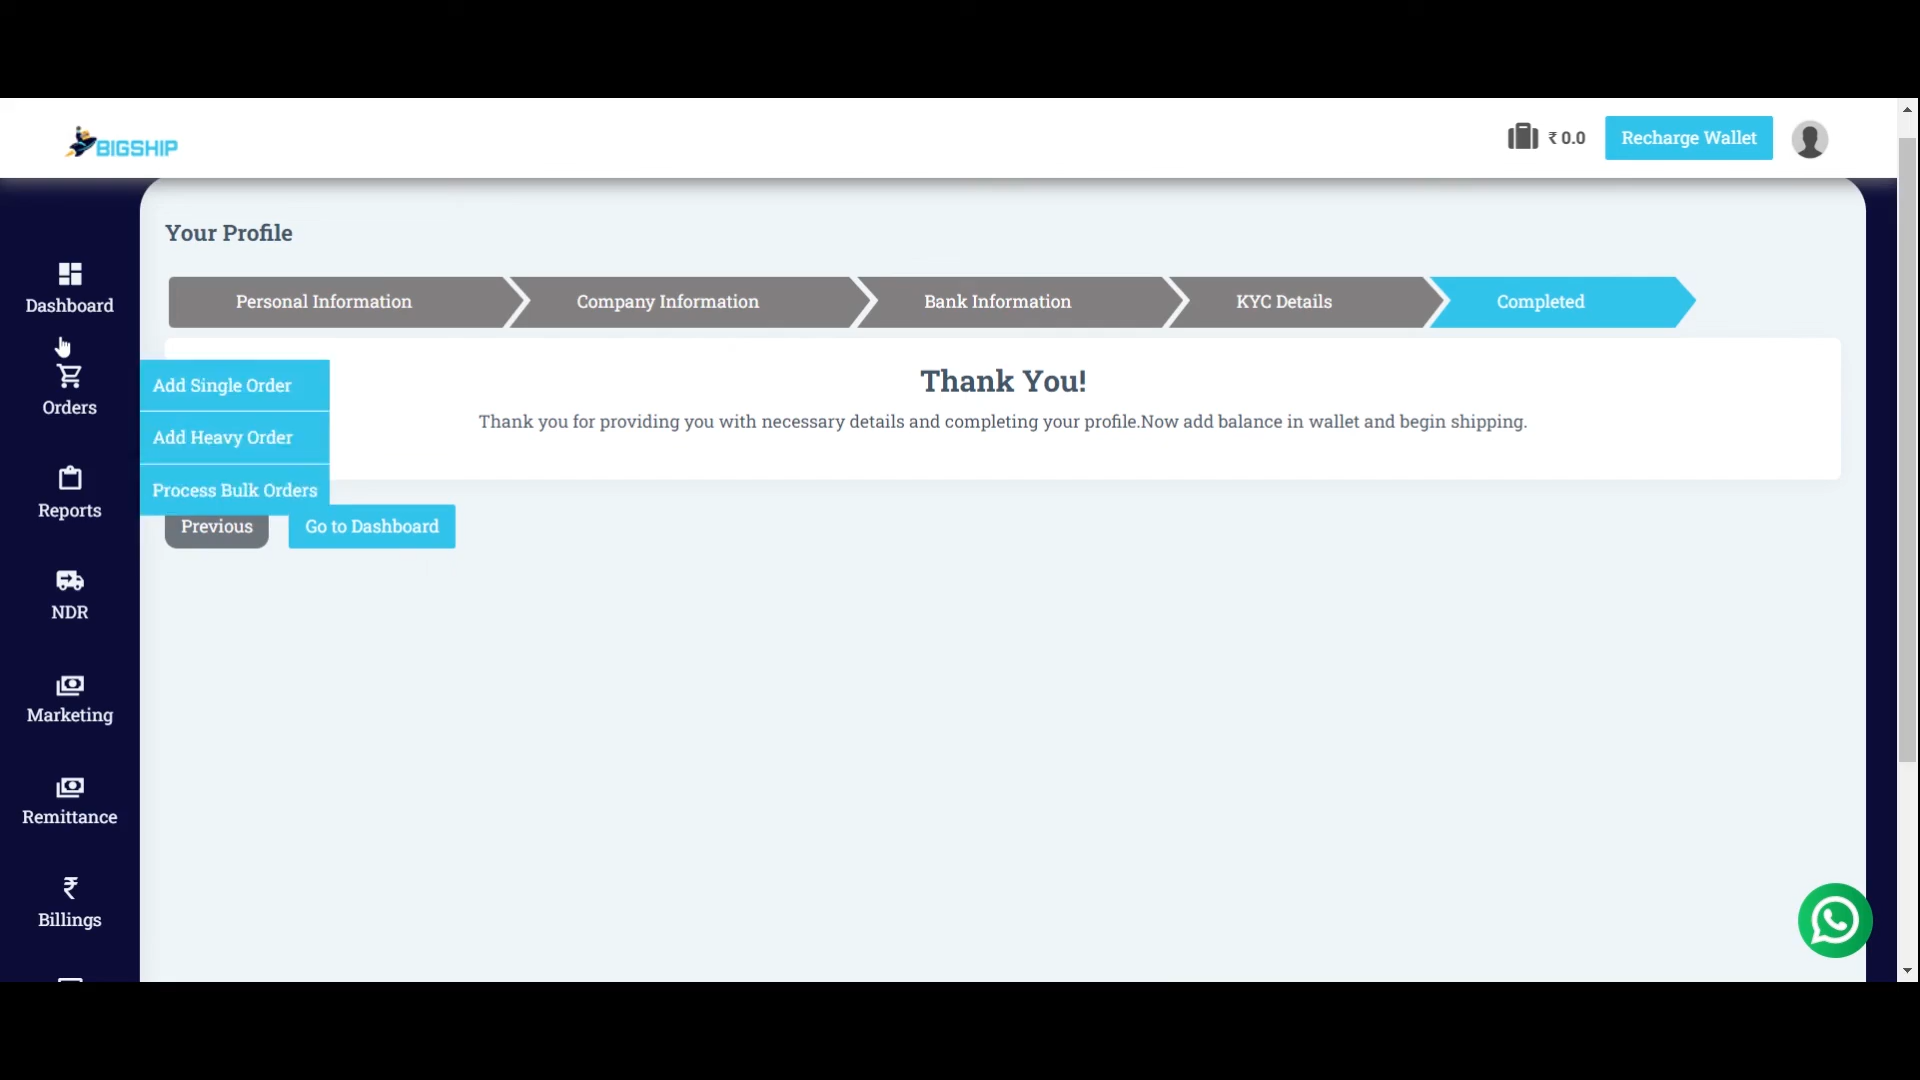 BIGSHIP
₹ 0.0
Recharge Wallet
Your Profile
Personal Information
Company Information
Bank Information
KYC Details
Completed
Dashboard
Orders
Reports
NDR
Marketing
Remittance
Billings
Add Single Order
Add Heavy Order
Process Bulk Orders
Thank You!
Thank you for providing you with necessary details and completing your profile.Now add balance in wallet and begin shipping.
Previous
Go to Dashboard